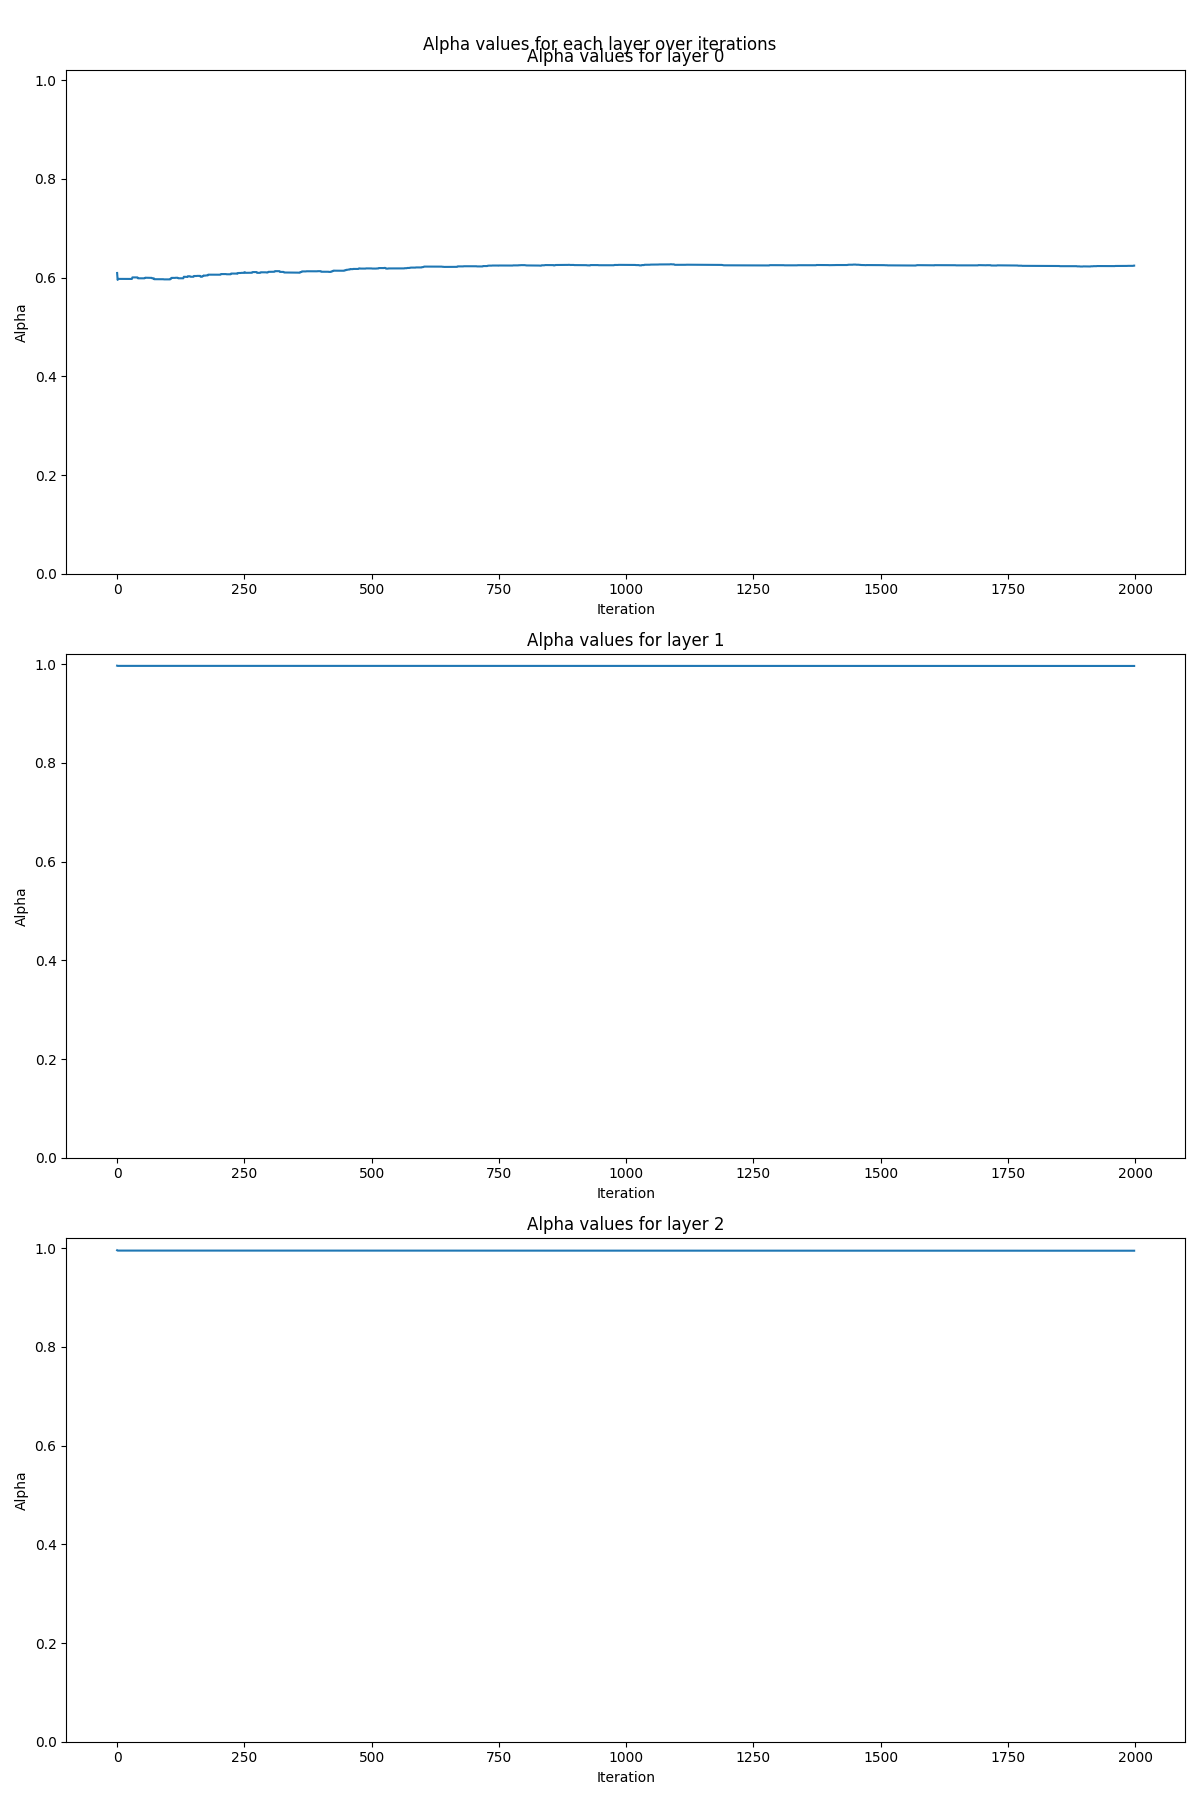 Alpha values for each layer over iterations
Alpha values for layer 0
1.0
0.8
0.6
0.4
0.2
0.0
Alpha
0 250 500 750 1000 1250 1500 1750 2000
Iteration
Alpha values for layer 1
1.0
0.8
0.6
0.4
0.2
0.0
Alpha
0 250 500 750 1000 1250 1500 1750 2000
Iteration
Alpha values for layer 2
1.0
0.8
0.6
0.4
0.2
0.0
Alpha
0 250 500 750 1000 1250 1500 1750 2000
Iteration